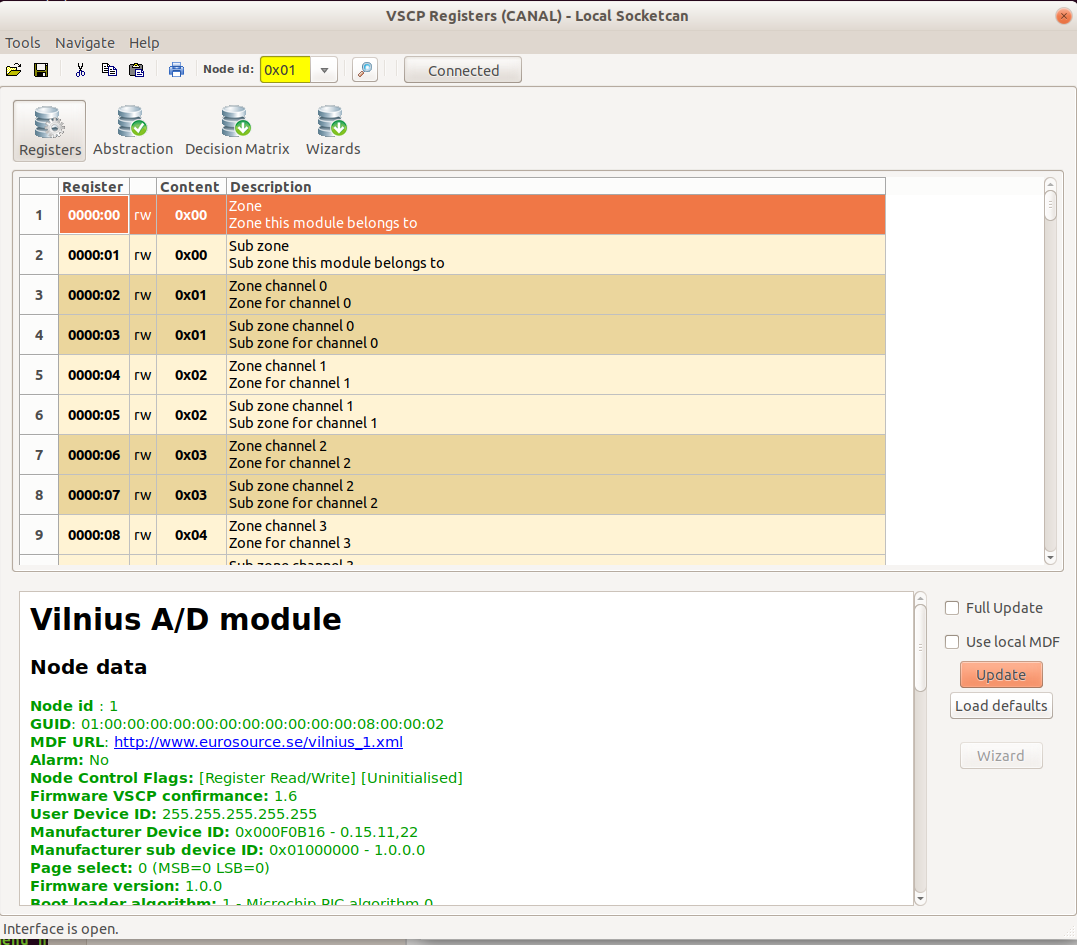 VSCP Registers (CANAL) - Local Socketcan
Tools Navigate Help
Node id: 0x01 Connected
Registers Abstraction Decision Matrix Wizards
Register Content Description
1 0000:00 rw 0x00 Zone
Zone this module belongs to
2 0000:01 rw 0x00 Sub zone
Sub zone this module belongs to
3 0000:02 rw 0x01 Zone channel 0
Zone for channel 0
4 0000:03 rw 0x01 Sub zone channel 0
Sub zone for channel 0
5 0000:04 rw 0x02 Zone channel 1
Zone for channel 1
6 0000:05 rw 0x02 Sub zone channel 1
Sub zone for channel 1
7 0000:06 rw 0x03 Zone channel 2
Zone for channel 2
8 0000:07 rw 0x03 Sub zone channel 2
Sub zone for channel 2
9 0000:08 rw 0x04 Zone channel 3
Zone for channel 3
Sub zone channel 3
Vilnius A/D module
Node data
Node id : 1
GUID: 01:00:00:00:00:00:00:00:00:00:00:00:08:00:00:02
MDF URL: http://www.eurosource.se/vilnius_1.xml
Alarm: No
Node Control Flags: [Register Read/Write] [Uninitialised]
Firmware VSCP confirmance: 1.6
User Device ID: 255.255.255.255.255
Manufacturer Device ID: 0x000F0B16 - 0.15.11,22
Manufacturer sub device ID: 0x01000000 - 1.0.0.0
Page select: 0 (MSB=0 LSB=0)
Firmware version: 1.0.0
Boot loader algorithm: 1 - Microchip PIC algorithm 0
Full Update
Use local MDF
Update
Load defaults
Wizard
Interface is open.